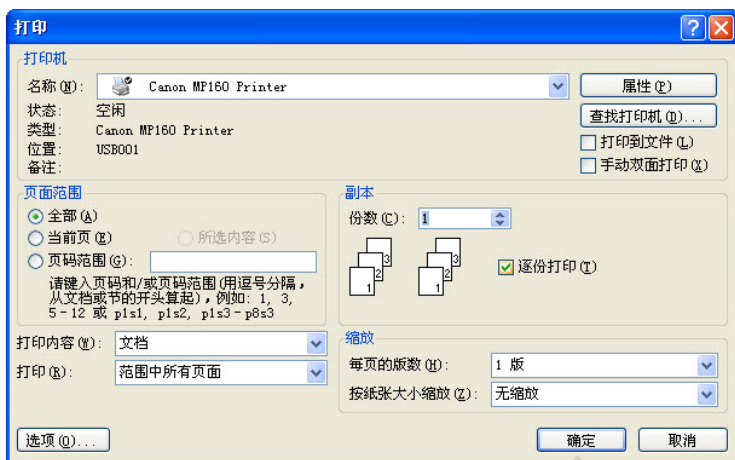 打印
打印机
名称(N): Canon MP160 Printer 属性(P)
状态: 空闲 查找打印机(D)...
类型: Canon MP160 Printer 打印到文件(L)
位置: USB001 手动双面打印(X)
备注:
页面范围
全部(A)
当前页(E) 所选内容(S)
页码范围(G):
请键入页码和/或页码范围(用逗号分隔,
从文档或节的开头算起),例如: 1, 3,
5-12 或 p1s1, p1s2, p1s3-p8s3
副本
份数(C): 1
1 2 3 1 2 3 逐份打印(T)
打印内容(W): 文档
打印(R): 范围中所有页面
缩放
每页的版数(H): 1 版
按纸张大小缩放(Z): 无缩放
选项(O)... 确定 取消